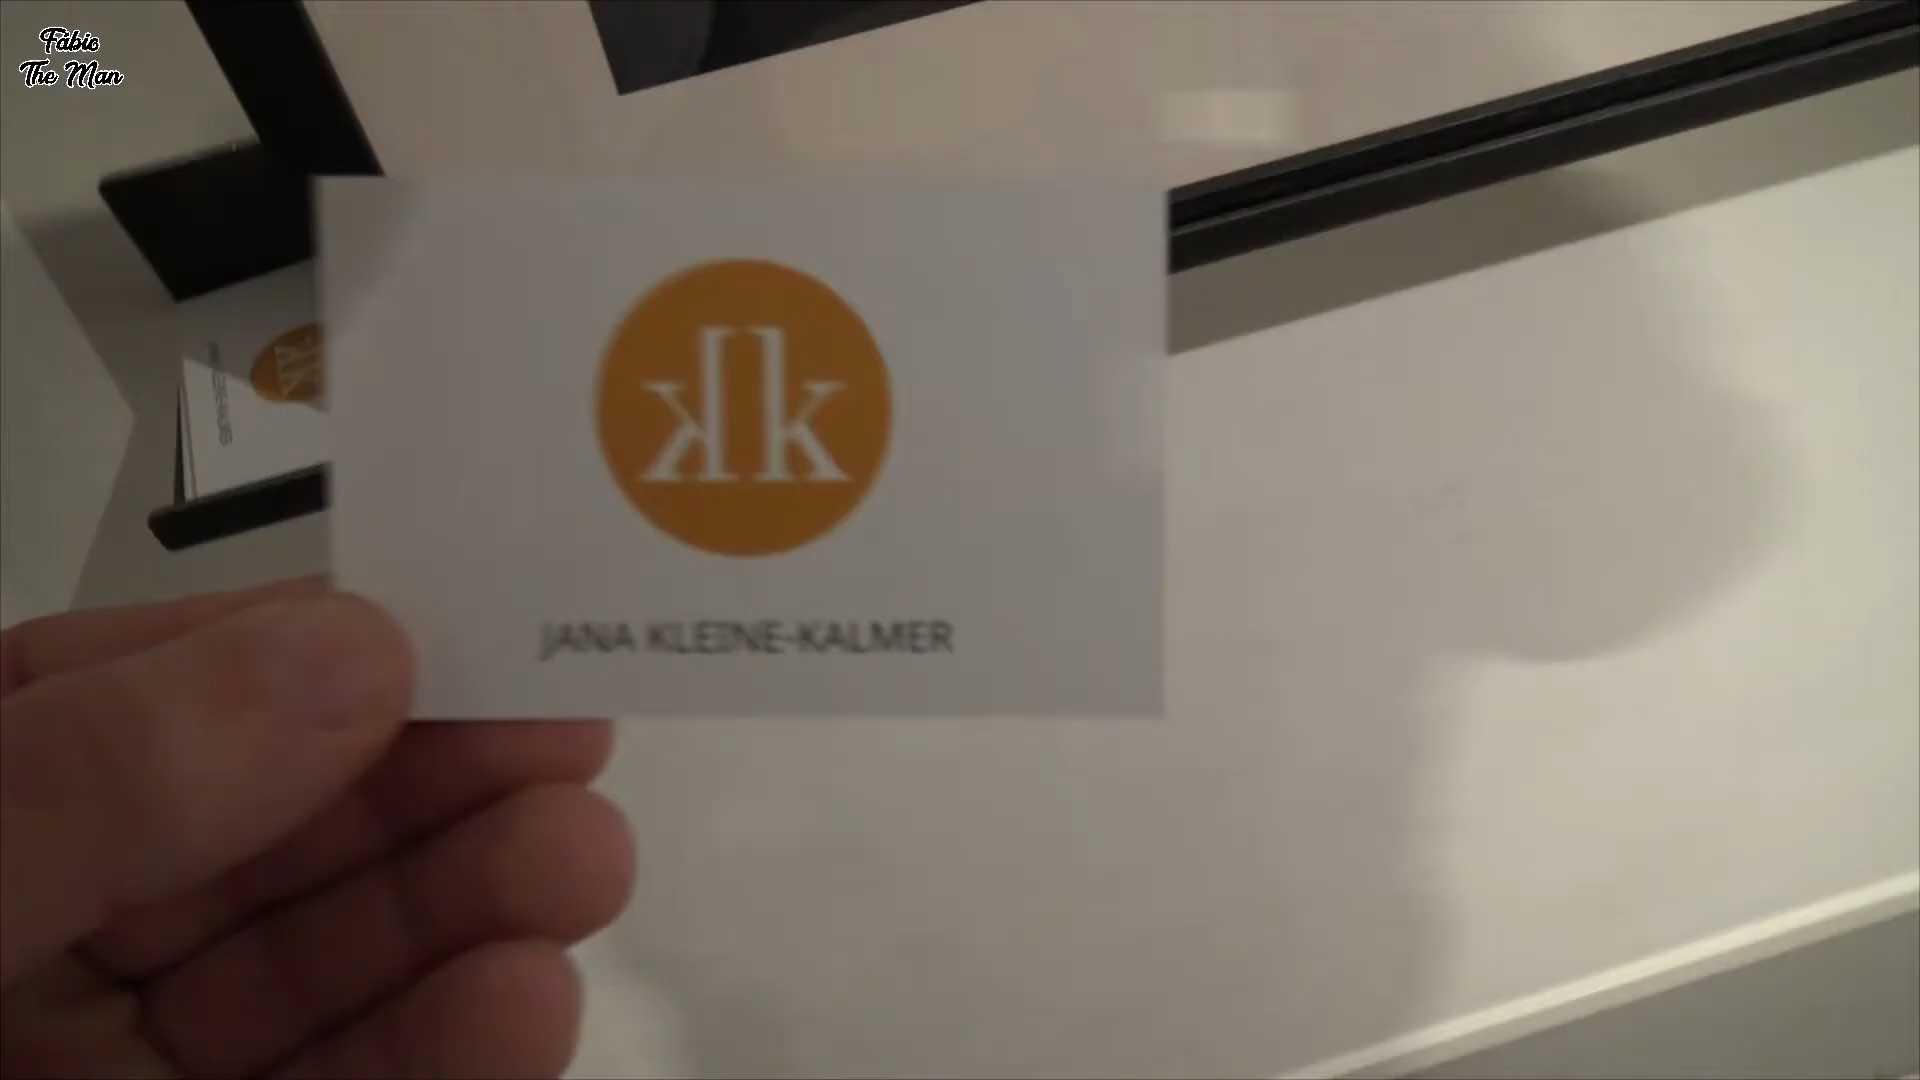 Fábio
The Man
kk
JANA KLEINE-KALMER